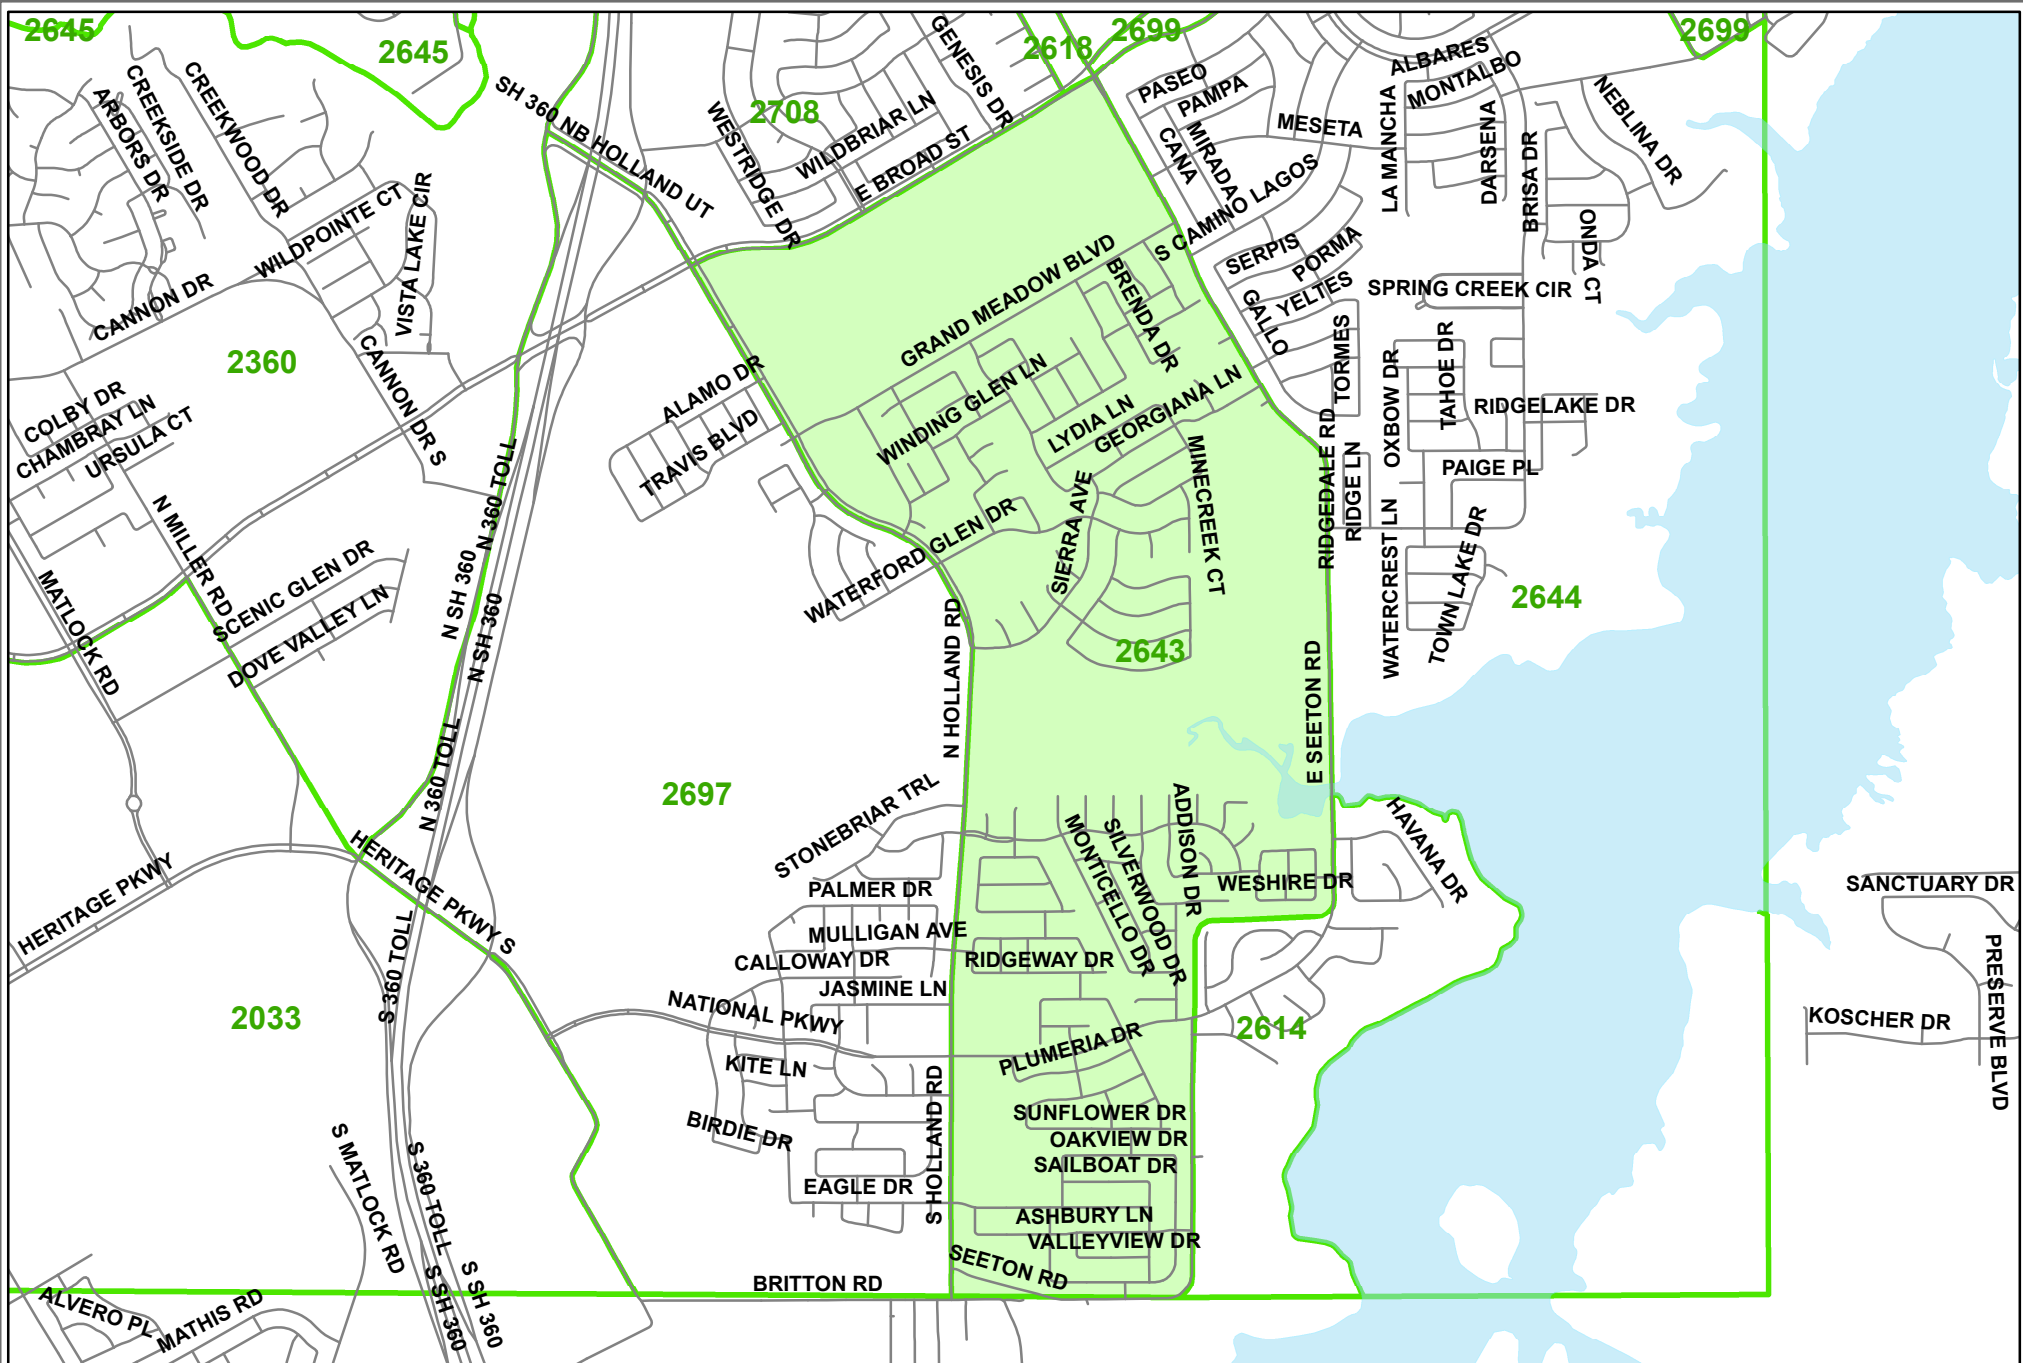 2645
2645
2618
2699
2699
GENESIS DR
SH 360 NB HOLLAND UT
2708
WESTRIDGE DR
WILDBRIAR LN
E BROAD ST
ARBORS DR
CREEKSIDE DR
CREEKWOOD DR
WILDPOINTE CT
VISTA LAKE CIR
CANNON DR
CANNON DR S
2360
COLBY DR
CHAMBRAY LN
URSULA CT
PASEO
PAMPA
CANA
MIRADA
MESETA
ALBARES
MONTALBO
LA MANCHA
DARSENA
BRISA DR
NEBLINA DR
ONDA CT
S CAMINO LAGOS
SERPIS
PORMA
YELTES
GALLO
TORMES
SPRING CREEK CIR
OXBOW DR
TAHOE DR
RIDGELAKE DR
PAIGE PL
RIDGEDALE RD
RIDGE LN
WATERCREST LN
TOWN LAKE DR
2644
GRAND MEADOW BLVD
BRENDA DR
WINDING GLEN LN
LYDIA LN
GEORGIANA LN
MINECREEK CT
SIERRA AVE
WATERFORD GLEN DR
ALAMO DR
TRAVIS BLVD
N MILLER RD
MATLOCK RD
SCENIC GLEN DR
DOVE VALLEY LN
N 360 TOLL
N SH 360
N SH 360
N 360 TOLL
N HOLLAND RD
2643
E SEETON RD
2697
HERITAGE PKWY
HERITAGE PKWY S
STONEBRIAR TRL
PALMER DR
MULLIGAN AVE
CALLOWAY DR
JASMINE LN
NATIONAL PKWY
KITE LN
BIRDIE DR
EAGLE DR
S HOLLAND RD
MONTICELLO DR
SILVERWOOD DR
ADDISON DR
WESHIRE DR
HAVANA DR
RIDGEWAY DR
PLUMERIA DR
SUNFLOWER DR
OAKVIEW DR
SAILBOAT DR
ASHBURY LN
VALLEYVIEW DR
SEETON RD
BRITTON RD
2614
SANCTUARY DR
PRESERVE BLVD
KOSCHER DR
2033
S 360 TOLL
S MATLOCK RD
S 360 TOLL
S SH 360
S SH 360
ALVERO PL
MATHIS RD